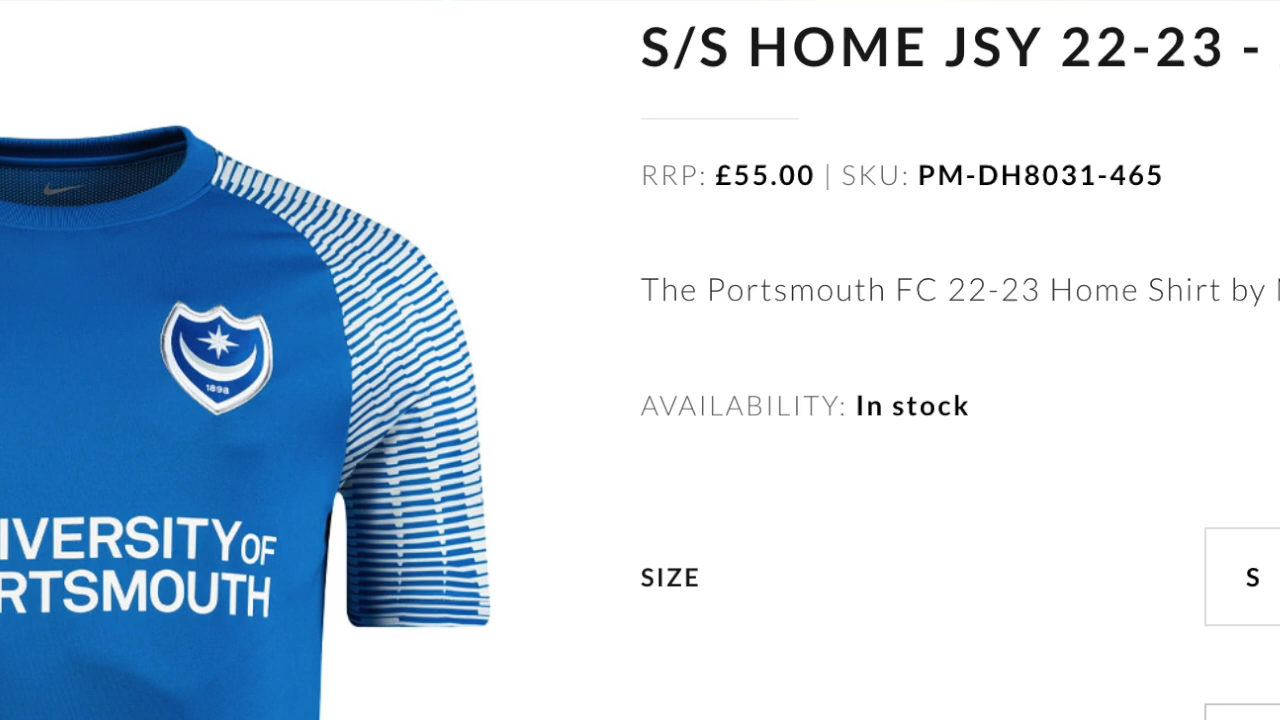 S/S HOME JSY 22-23 -
RRP: £55.00 | SKU: PM-DH8031-465
The Portsmouth FC 22-23 Home Shirt by
AVAILABILITY: In stock
SIZE
S
1898
IVERSITY OF
RTSMOUTH